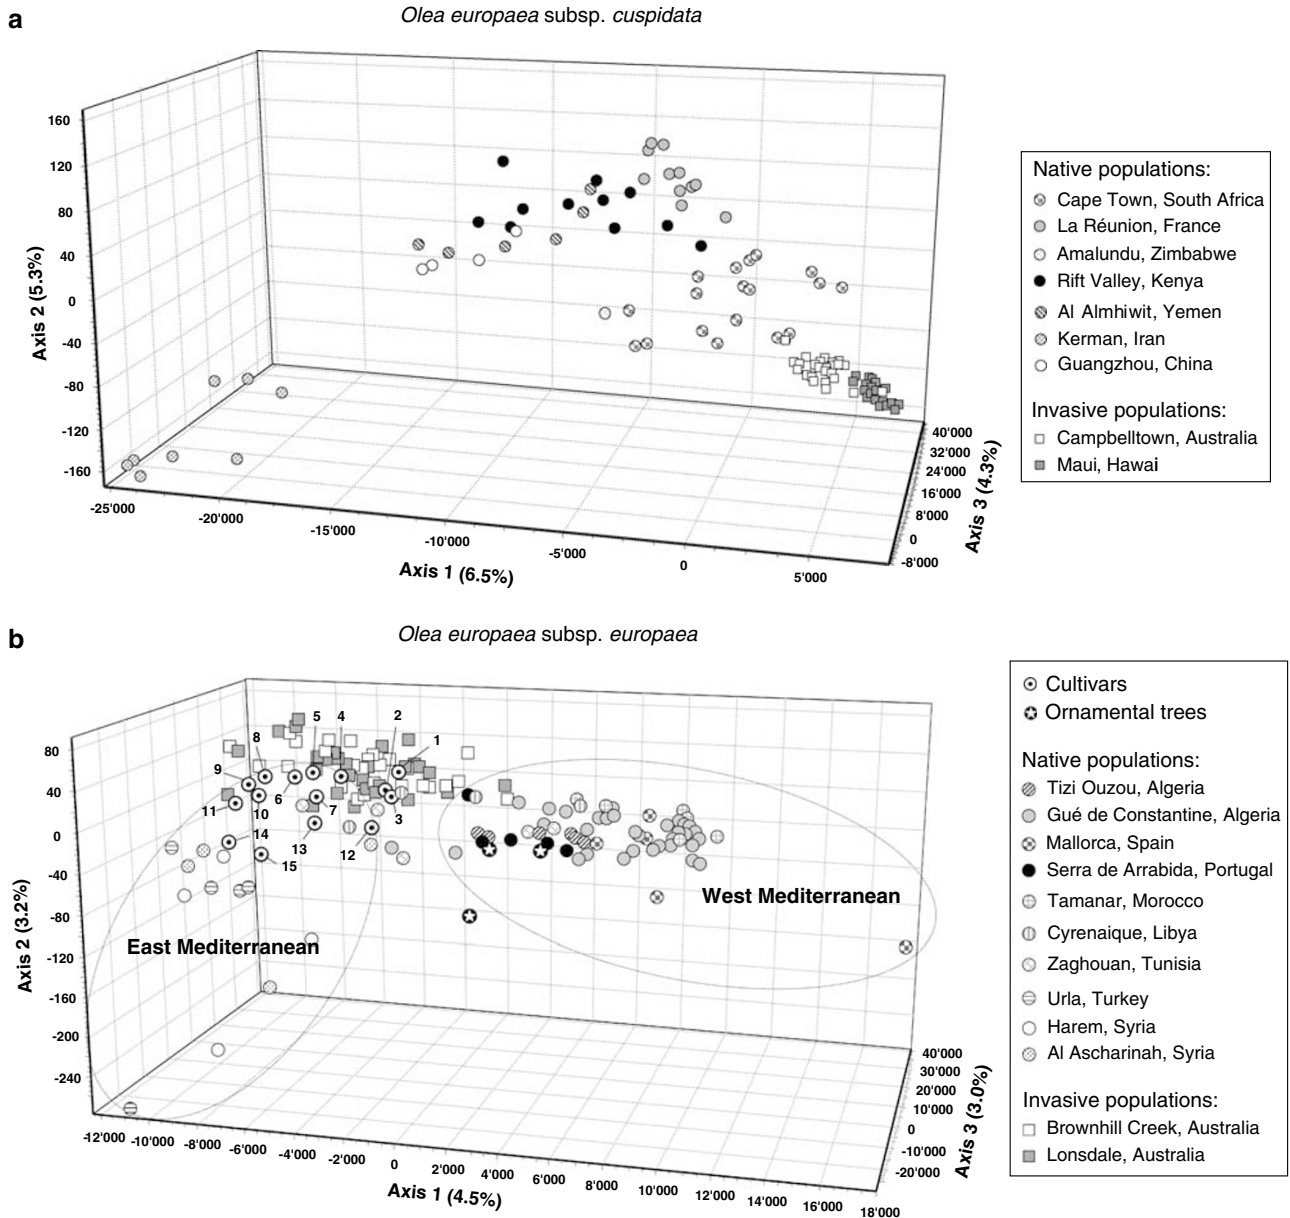 a
Olea europaea subsp. cuspidata
160
120
80
40
0
-40
-80
-120
-160
Axis 2 (5.3%)
-25'000
-20'000
-15'000
-10'000
-5'000
0
5'000
Axis 1 (6.5%)
40'000
32'000
24'000
16'000
8'000
0
-8'000
Axis 3 (4.3%)
Native populations:
Cape Town, South Africa
La Réunion, France
Amalundu, Zimbabwe
Rift Valley, Kenya
Al Almhiwit, Yemen
Kerman, Iran
Guangzhou, China
Invasive populations:
Campbelltown, Australia
Maui, Hawai
b
Olea europaea subsp. europaea
80
40
0
-40
-80
-120
-160
-200
-240
Axis 2 (3.2%)
5
4
2
1
8
9
6
7
3
11
10
14
13
12
15
East Mediterranean
West Mediterranean
-12'000
-10'000
-8'000
-6'000
-4'000
-2'000
0
2'000
4'000
6'000
8'000
10'000
12'000
14'000
16'000
18'000
Axis 1 (4.5%)
40'000
30'000
20'000
10'000
0
-10'000
-20'000
Axis 3 (3.0%)
Cultivars
Ornamental trees
Native populations:
Tizi Ouzou, Algeria
Gué de Constantine, Algeria
Mallorca, Spain
Serra de Arrabida, Portugal
Tamanar, Morocco
Cyrenaique, Libya
Zaghouan, Tunisia
Urla, Turkey
Harem, Syria
Al Ascharinah, Syria
Invasive populations:
Brownhill Creek, Australia
Lonsdale, Australia